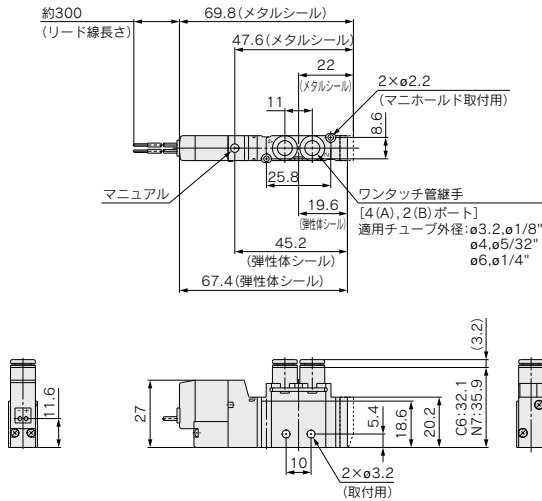 約300
(リード線長さ)
69.8(メタルシール)
47.6(メタルシール)
22
(メタルシール)
11
2×ø2.2
(マニホールド取付用)
8.6
マニュアル
25.8
19.6
(弾性体シール)
45.2
(弾性体シール)
67.4(弾性体シール)
ワンタッチ管継手
[4(A), 2(B)ポート]
適用チューブ外径:ø3.2,ø1/8"
ø4,ø5/32"
ø6,ø1/4"
11.6
27
10
2×ø3.2
(取付用)
5.4
18.6
20.2
C6:32.1
N7:35.9
(3.2)